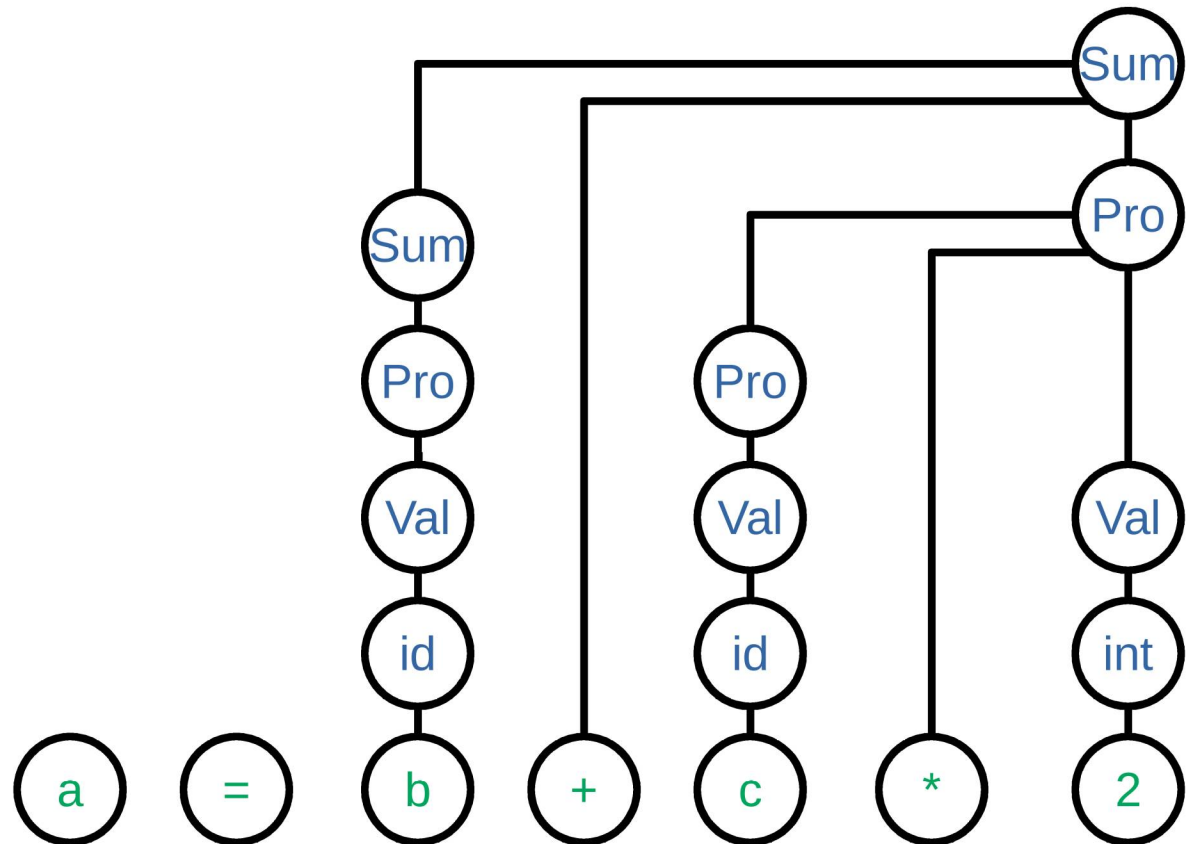 Sum
Pro
Sum
Pro Pro
Val Val Val
id id int
a = b + c * 2